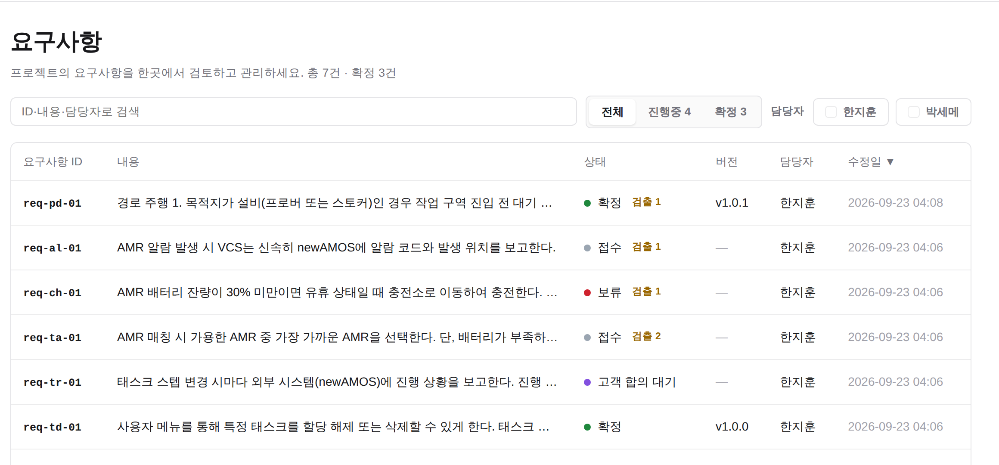 요구사항
프로젝트의 요구사항을 한곳에서 검토하고 관리하세요. 총 7건 · 확정 3건
ID·내용·담당자로 검색 전체 진행중 4 확정 3 담당자 한지훈 박세메
요구사항 ID 내용 상태 버전 담당자 수정일 ▼
req-pd-01 경로 주행 1. 목적지가 설비(프로버 또는 스토커)인 경우 작업 구역 진입 전 대기 … 확정 검출 1 v1.0.1 한지훈 2026-09-23 04:08
req-al-01 AMR 알람 발생 시 VCS는 신속히 newAMOS에 알람 코드와 발생 위치를 보고한다. 접수 검출 1 — 한지훈 2026-09-23 04:06
req-ch-01 AMR 배터리 잔량이 30% 미만이면 유휴 상태일 때 충전소로 이동하여 충전한다. … 보류 검출 1 — 한지훈 2026-09-23 04:06
req-ta-01 AMR 매칭 시 가용한 AMR 중 가장 가까운 AMR을 선택한다. 단, 배터리가 부족하… 접수 검출 2 — 한지훈 2026-09-23 04:06
req-tr-01 태스크 스텝 변경 시마다 외부 시스템(newAMOS)에 진행 상황을 보고한다. 진행 … 고객 합의 대기 — 한지훈 2026-09-23 04:06
req-td-01 사용자 메뉴를 통해 특정 태스크를 할당 해제 또는 삭제할 수 있게 한다. 태스크 … 확정 v1.0.0 한지훈 2026-09-23 04:06